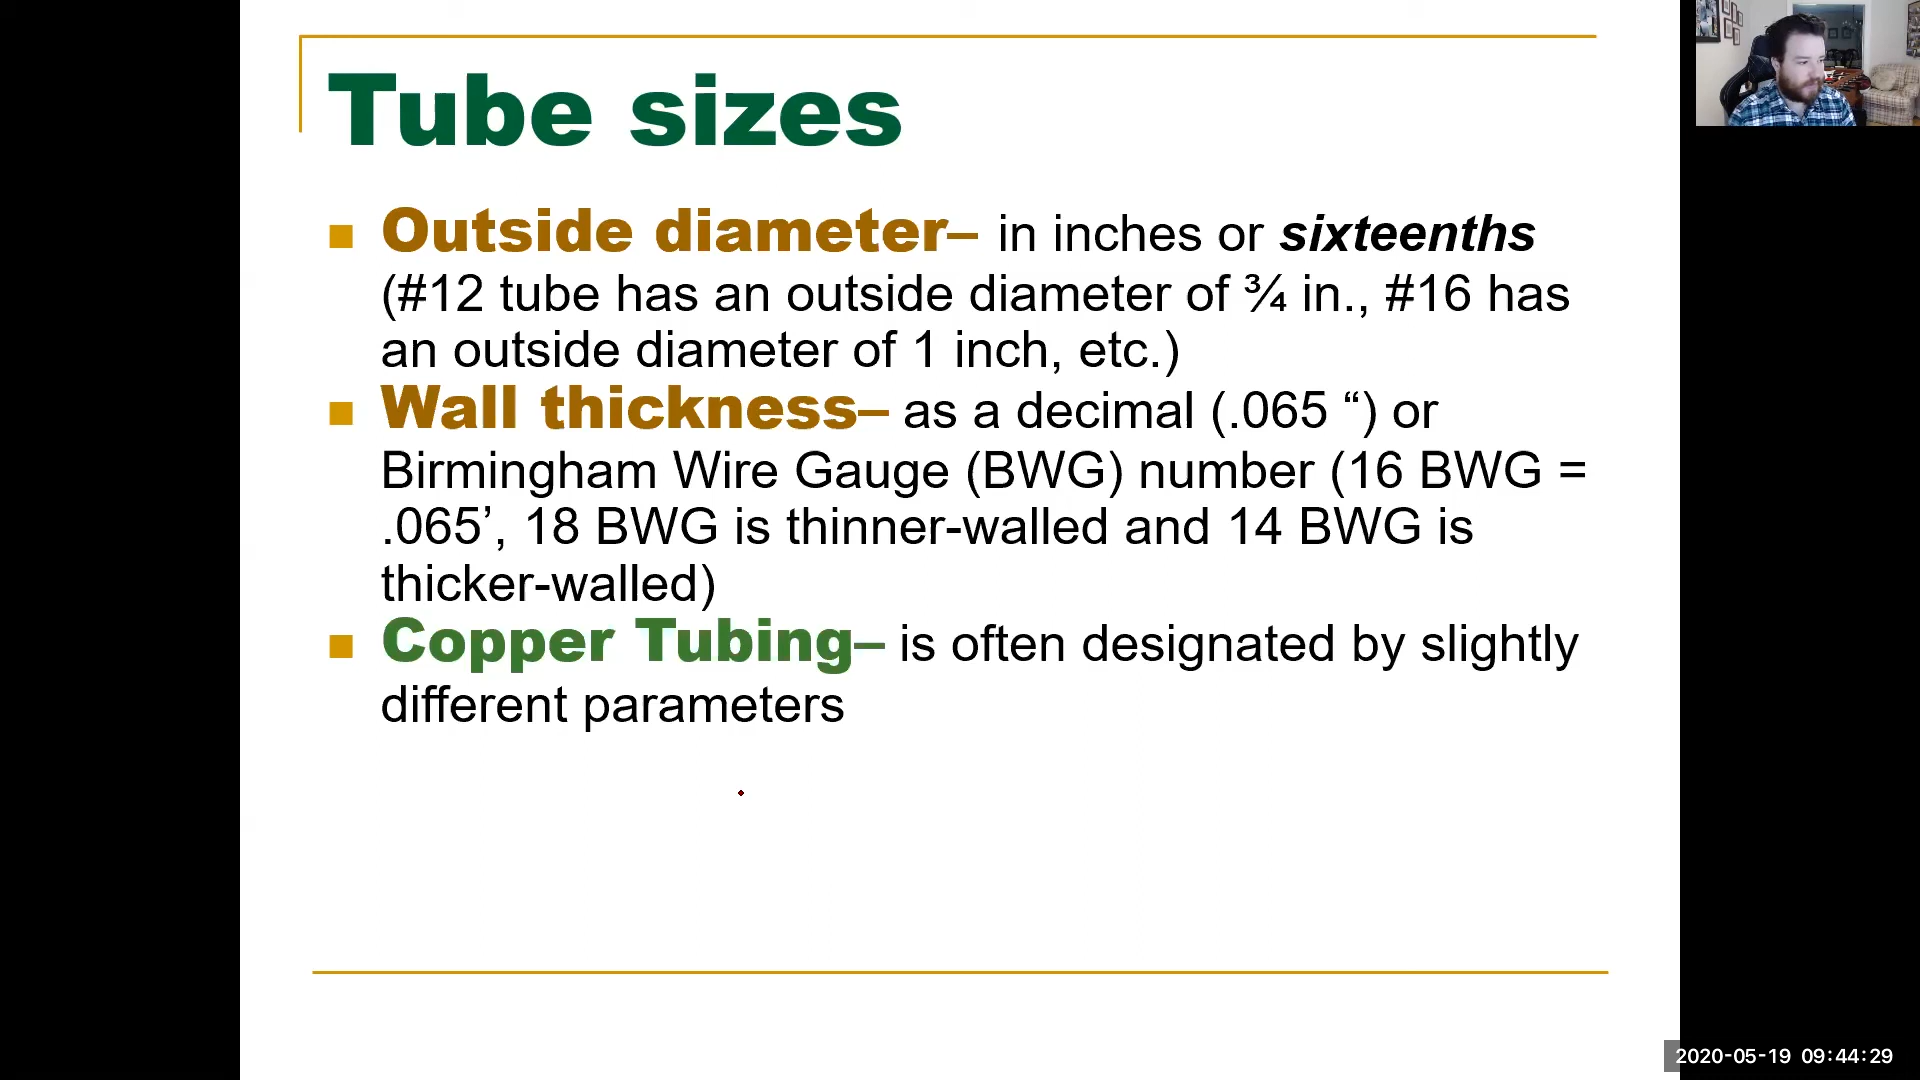 Tube sizes
Outside diameter– in inches or sixteenths
(#12 tube has an outside diameter of ¾ in., #16 has
an outside diameter of 1 inch, etc.)
Wall thickness– as a decimal (.065 “) or
Birmingham Wire Gauge (BWG) number (16 BWG =
.065’, 18 BWG is thinner-walled and 14 BWG is
thicker-walled)
Copper Tubing– is often designated by slightly
different parameters
2020-05-19 09:44:29